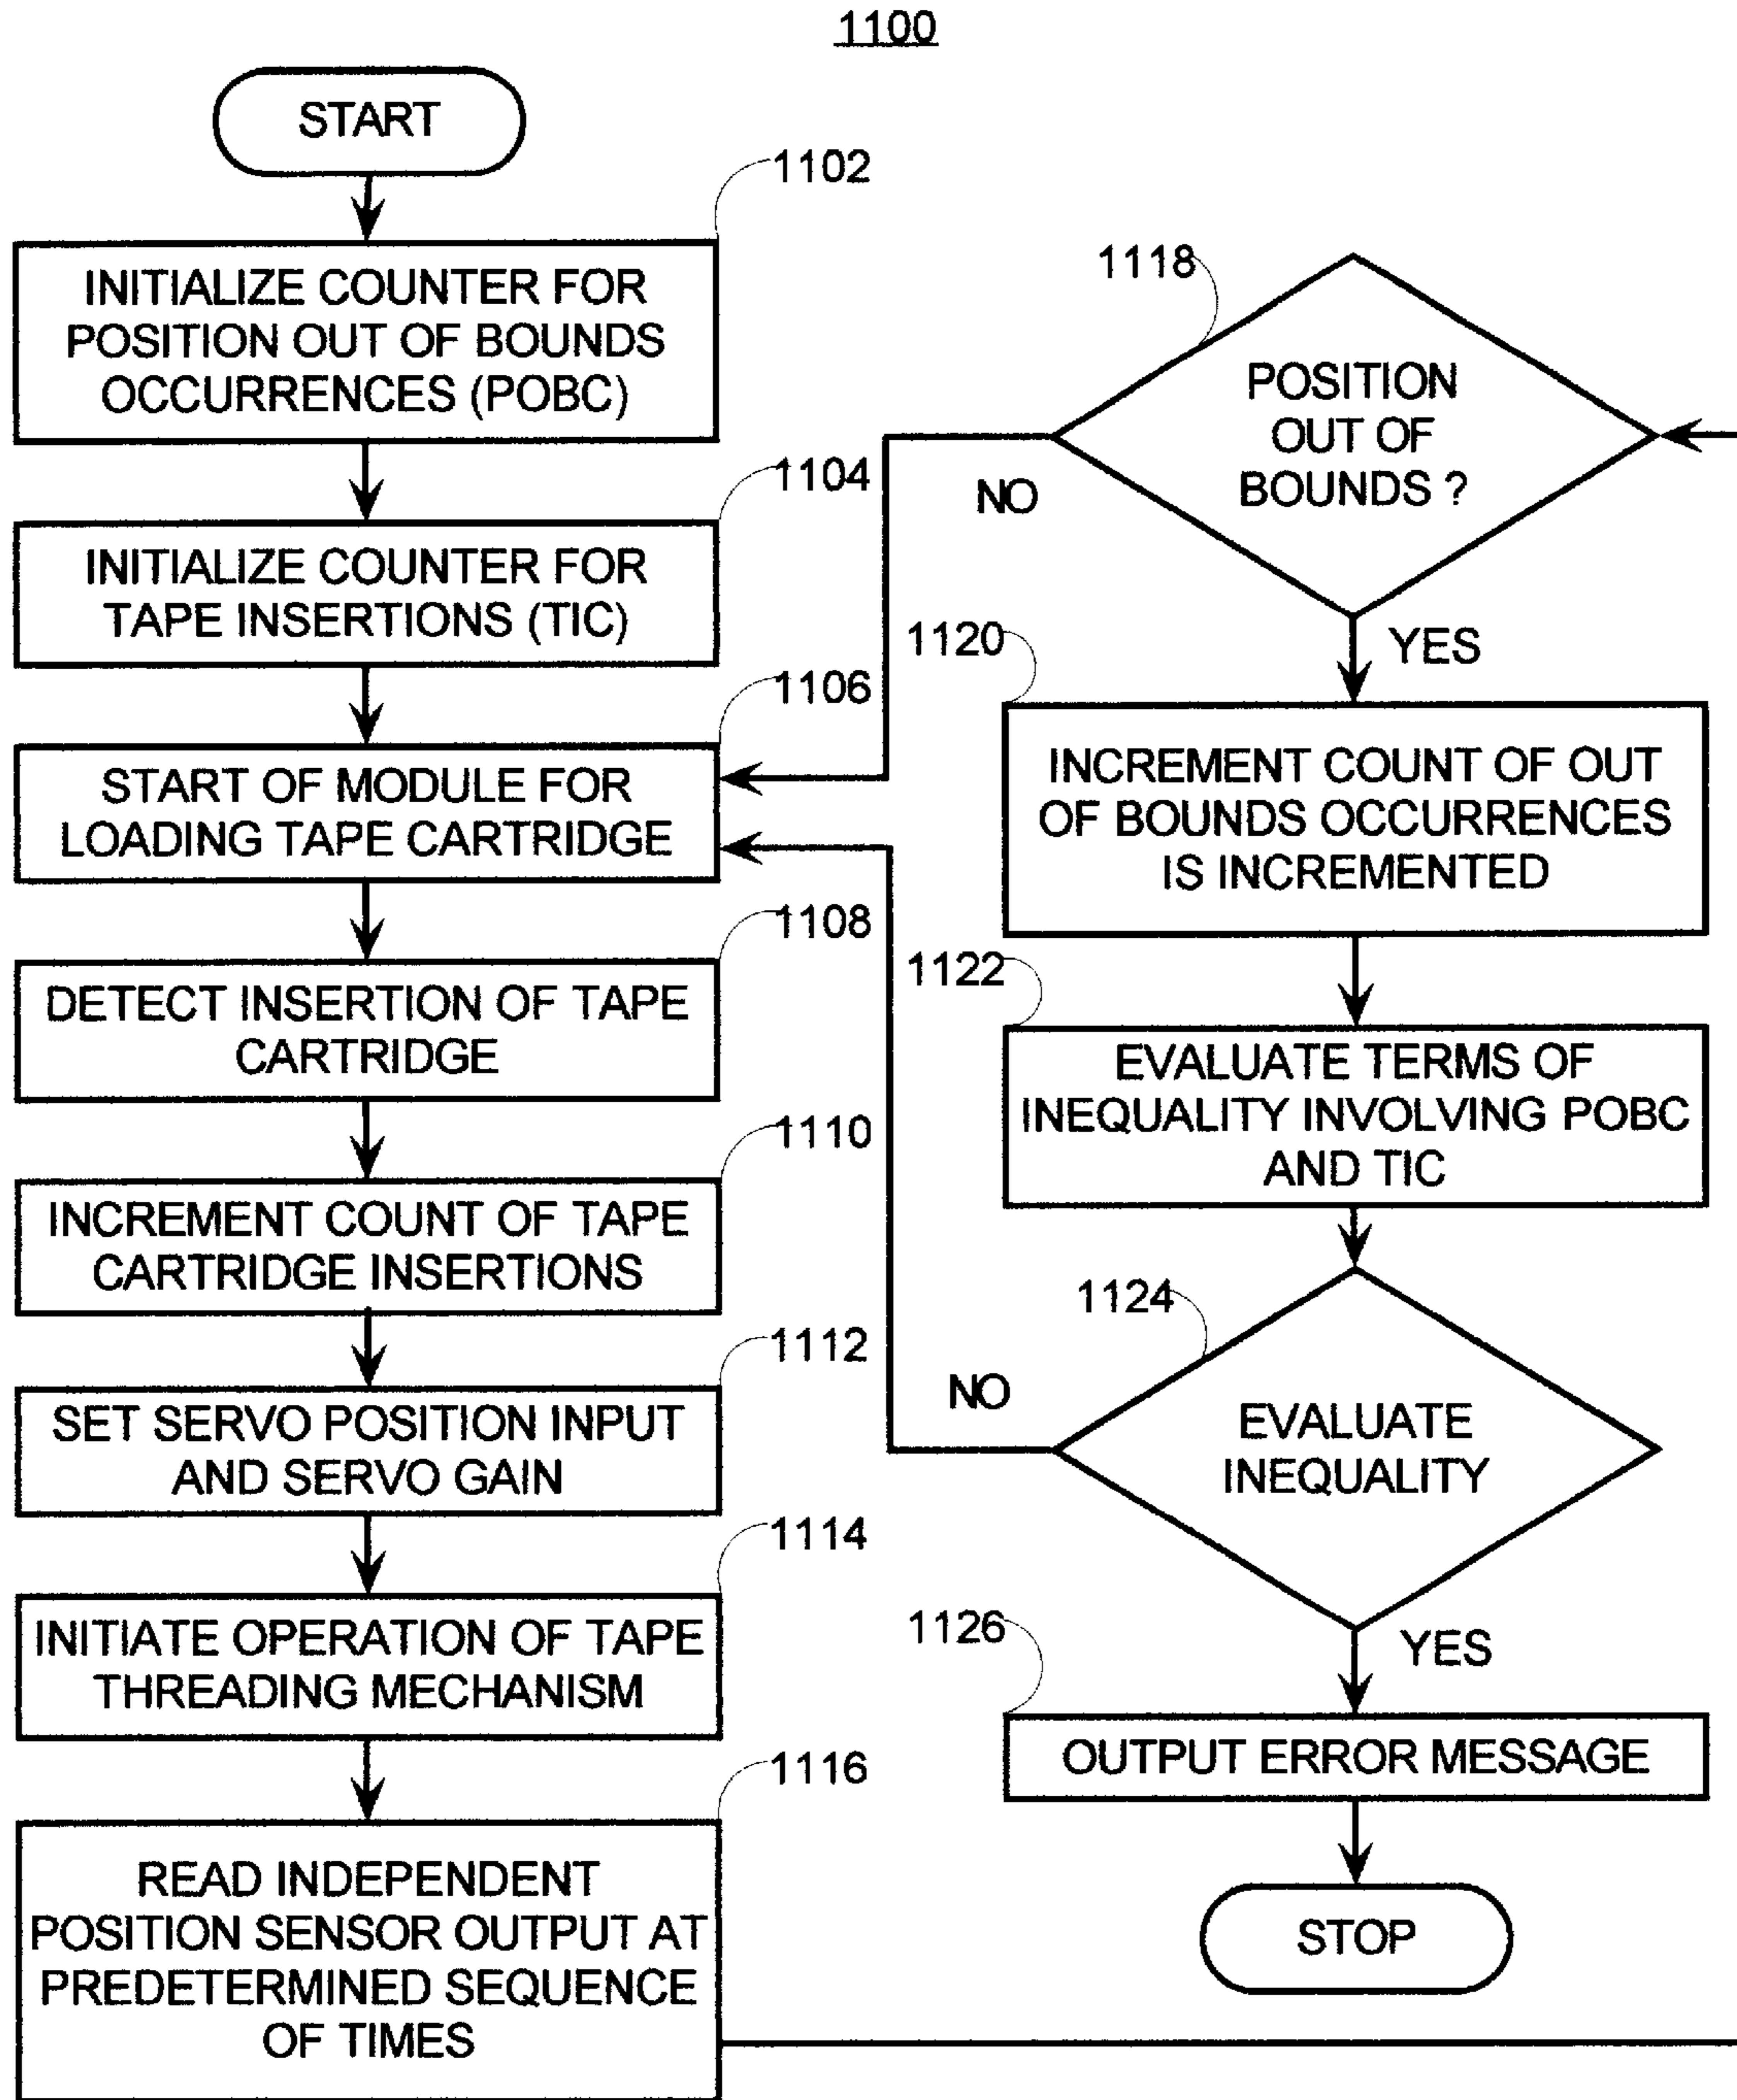 1100
START
1102
INITIALIZE COUNTER FOR
POSITION OUT OF BOUNDS
OCCURRENCES (POBC)
1104
INITIALIZE COUNTER FOR
TAPE INSERTIONS (TIC)
1106
START OF MODULE FOR
LOADING TAPE CARTRIDGE
1108
DETECT INSERTION OF TAPE
CARTRIDGE
1110
INCREMENT COUNT OF TAPE
CARTRIDGE INSERTIONS
1112
SET SERVO POSITION INPUT
AND SERVO GAIN
1114
INITIATE OPERATION OF TAPE
THREADING MECHANISM
1116
READ INDEPENDENT
POSITION SENSOR OUTPUT AT
PREDETERMINED SEQUENCE
OF TIMES
1118
POSITION
OUT OF
BOUNDS ?
NO
YES
1120
INCREMENT COUNT OF OUT
OF BOUNDS OCCURRENCES
IS INCREMENTED
1122
EVALUATE TERMS OF
INEQUALITY INVOLVING POBC
AND TIC
1124
NO
EVALUATE
INEQUALITY
YES
1126
OUTPUT ERROR MESSAGE
STOP